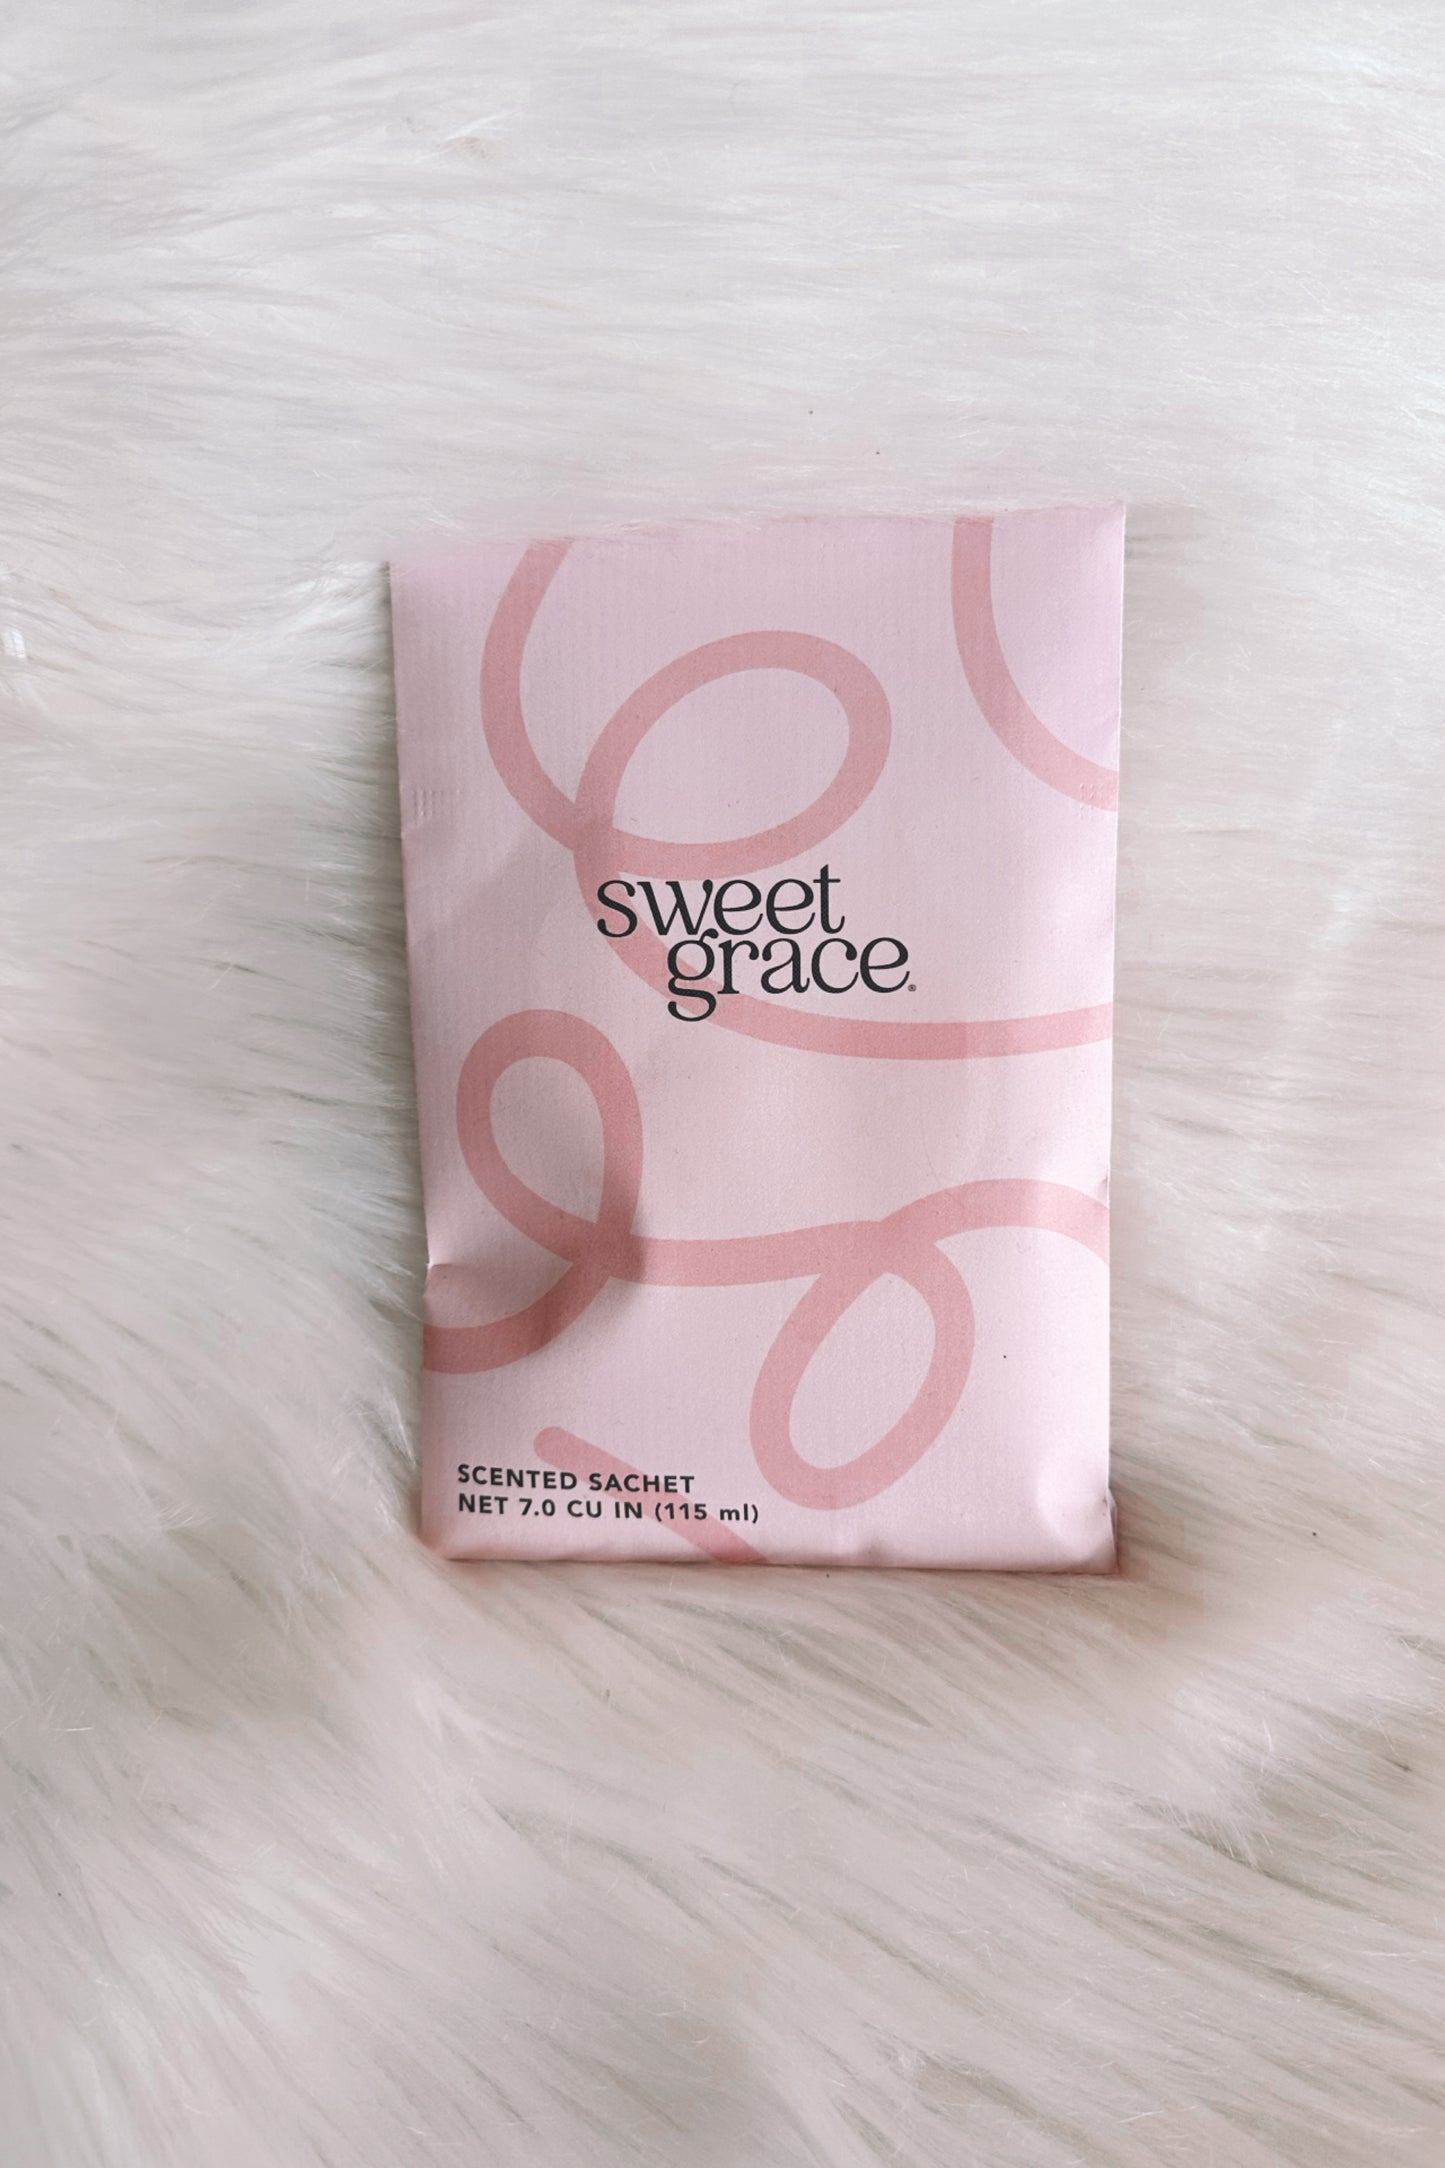 sweet
grace®
SCENTED SACHET
NET 7.0 CU IN (115 ml)